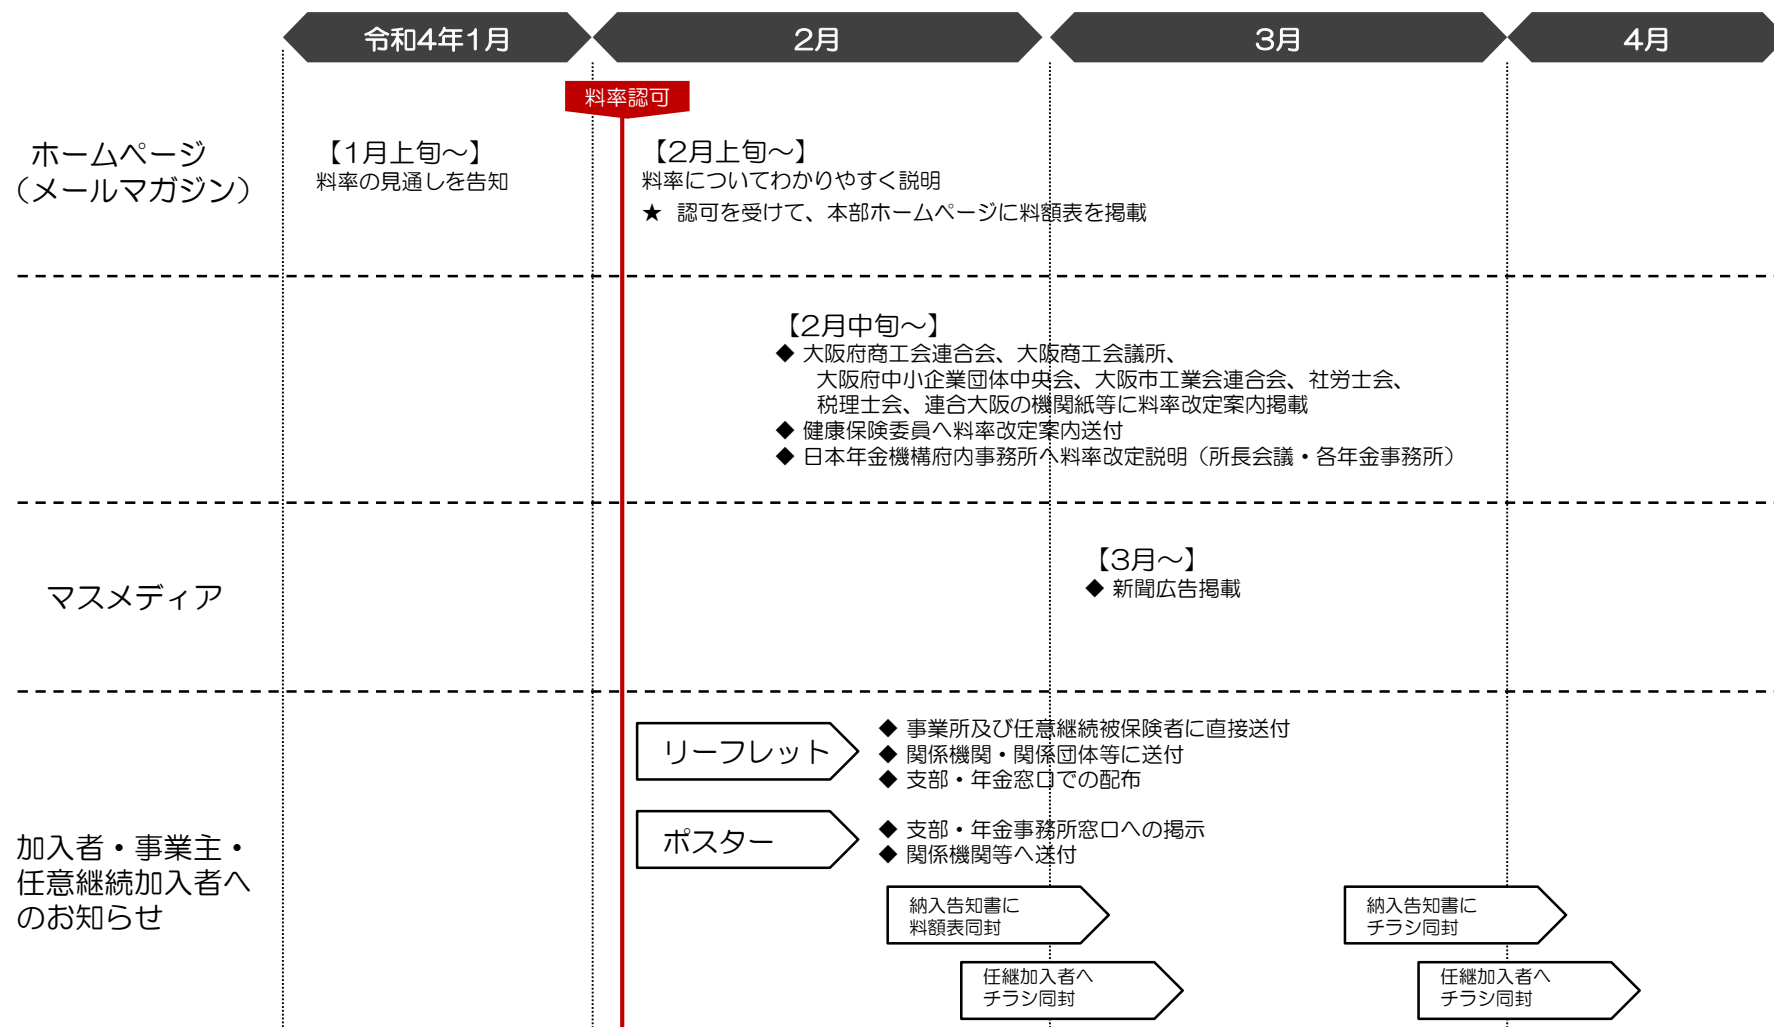 令和4年1月
2月
3月
4月
料率認可
ホームページ
（メールマガジン）
【1月上旬～】
料率の見通しを告知
【2月上旬～】
料率についてわかりやすく説明
★ 認可を受けて、本部ホームページに料額表を掲載
【2月中旬～】
◆ 大阪府商工会連合会、大阪商工会議所、
大阪府中小企業団体中央会、大阪市工業会連合会、社労士会、
税理士会、連合大阪の機関紙等に料率改定案内掲載
◆ 健康保険委員へ料率改定案内送付
◆ 日本年金機構府内事務所へ料率改定説明（所長会議・各年金事務所）
マスメディア
【3月～】
◆ 新聞広告掲載
加入者・事業主・
任意継続加入者へ
のお知らせ
リーフレット
◆ 事業所及び任意継続被保険者に直接送付
◆ 関係機関・関係団体等に送付
◆ 支部・年金窓口での配布
ポスター
◆ 支部・年金事務所窓口への掲示
◆ 関係機関等へ送付
納入告知書に
料額表同封
納入告知書に
チラシ同封
任継加入者へ
チラシ同封
任継加入者へ
チラシ同封